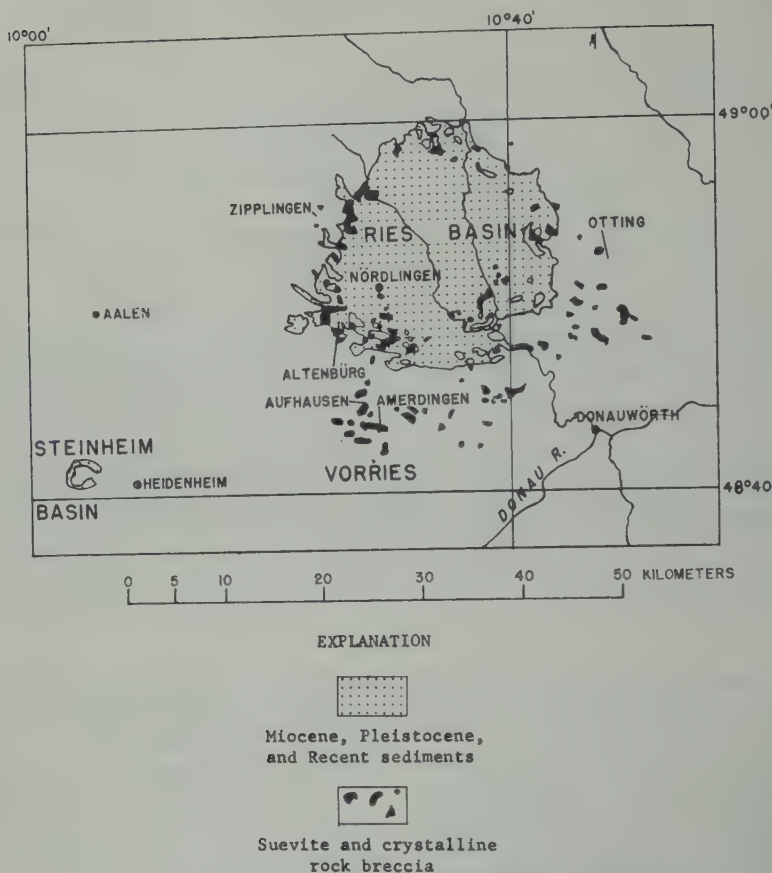 10°00'
10°40'
49°00'
ZIPPLINGEN
RIES BASIN
OTTING
NÖRDLINGEN
AALEN
ALTENBÜRG
AUFHAUSEN
AMERDINGEN
DONAUWÖRTH
STEINHEIM
HEIDENHEIM
VORRIES
DONAU R.
48°40'
BASIN
0 5 10 20 30 40 50 KILOMETERS
EXPLANATION
Miocene, Pleistocene,
and Recent sediments
Suevite and crystalline
rock breccia